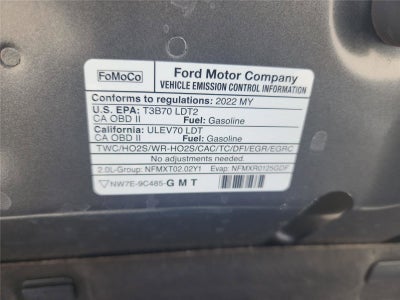 FoMoCo
Ford Motor Company
VEHICLE EMISSION CONTROL INFORMATION
Conforms to regulations: 2022 MY
U.S. EPA: T3B70 LDT2
CA OBD II Fuel: Gasoline
California: ULEV70 LDT
CA OBD II Fuel: Gasoline
TWC/HO2S/WR-HO2S/CAC/TC/DFI/EGR/EGRC
No adjustments needed.
2.0L-Group: NFMXT02.02Y1 Evap: NFMXR0125GDF
NW7E-9C485-GMT